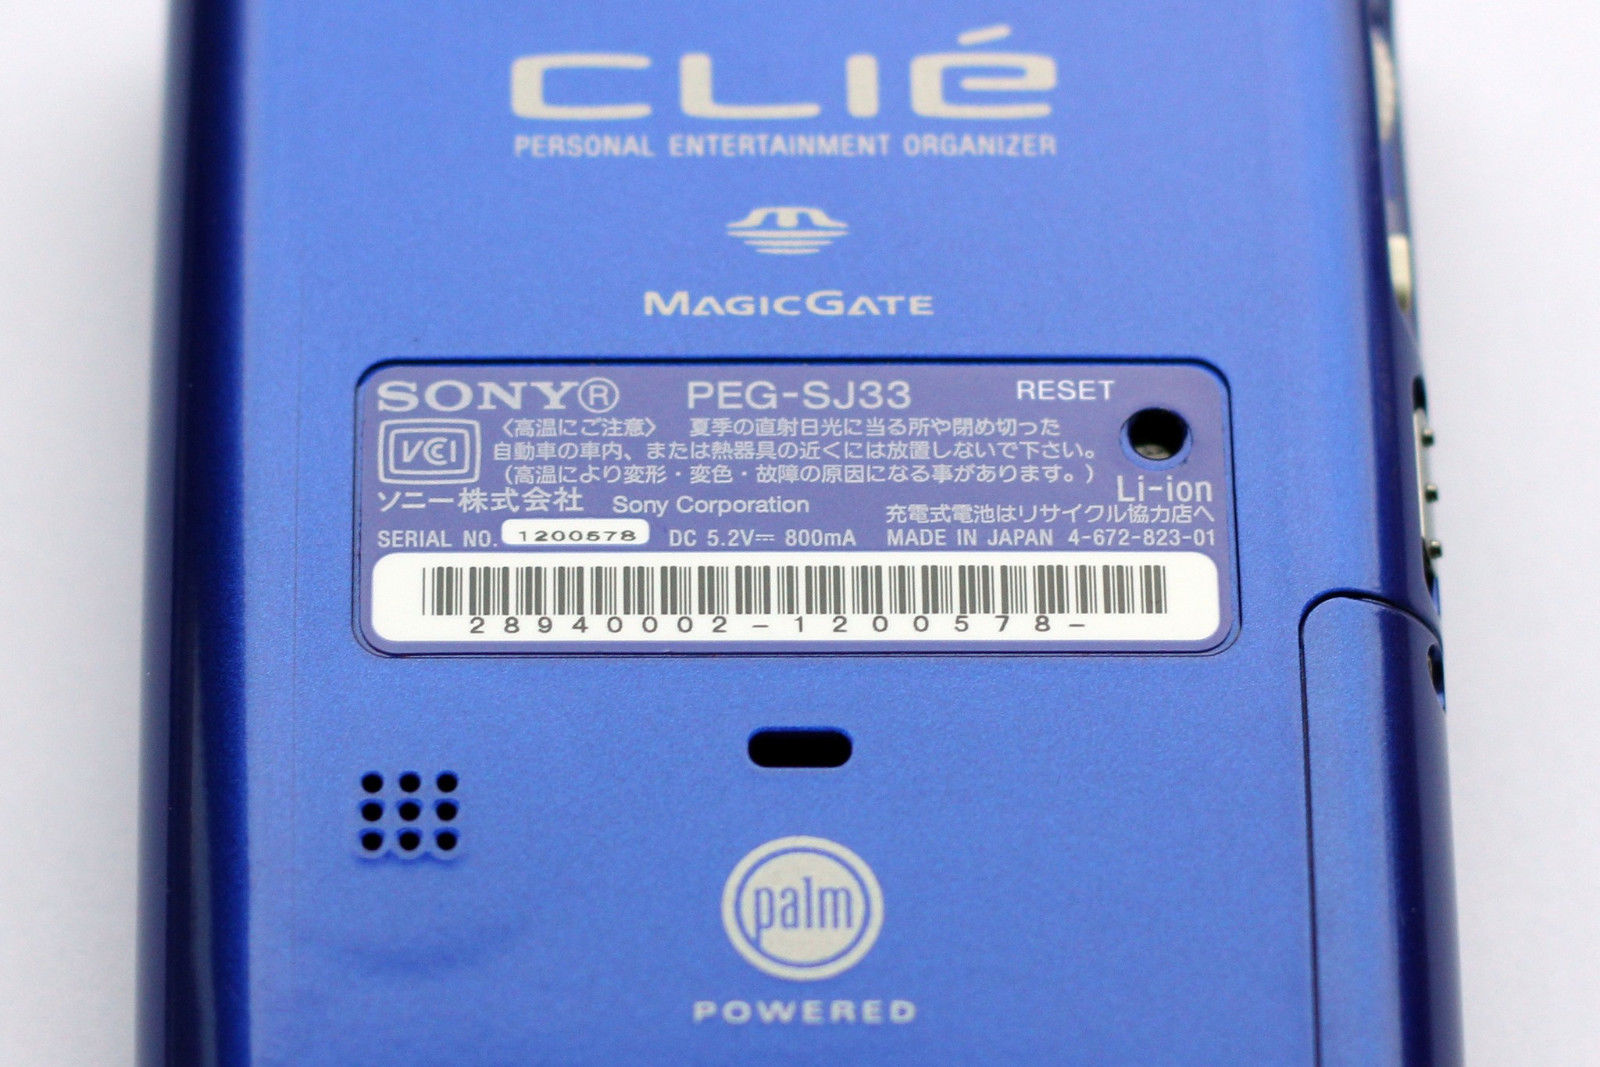 CLIÉ
PERSONAL ENTERTAINMENT ORGANIZER
MAGICGATE
SONY® PEG-SJ33 RESET
VCI
〈高温にご注意〉 夏季の直射日光に当る所や閉め切った
自動車の車内、または熱器具の近くには放置しないで下さい。
(高温により変形・変色・故障の原因になる事があります。)
Li-ion
ソニー株式会社 Sony Corporation
充電式電池はリサイクル協力店へ
SERIAL NO. 1200578 DC 5.2V⎓ 800mA MADE IN JAPAN 4-672-823-01
28940002-1200578-
palm
POWERED